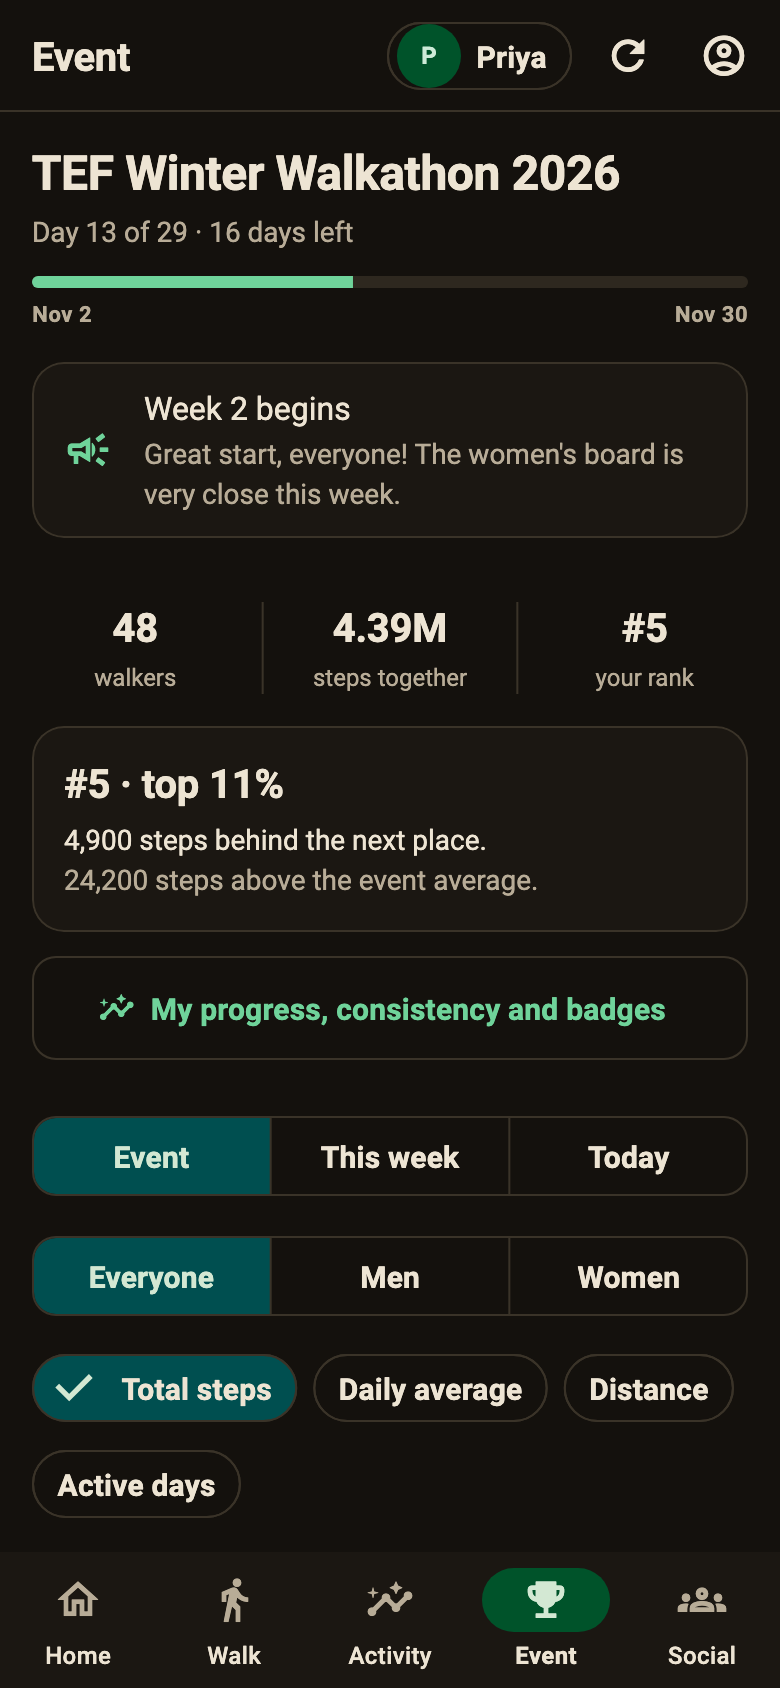 Event
P
Priya
TEF Winter Walkathon 2026
Day 13 of 29 · 16 days left
Nov 2
Nov 30
Week 2 begins
Great start, everyone! The women's board is
very close this week.
48
walkers
4.39M
steps together
#5
your rank
#5 · top 11%
4,900 steps behind the next place.
24,200 steps above the event average.
My progress, consistency and badges
Event
This week
Today
Everyone
Men
Women
Total steps
Daily average
Distance
Active days
Home
Walk
Activity
Event
Social